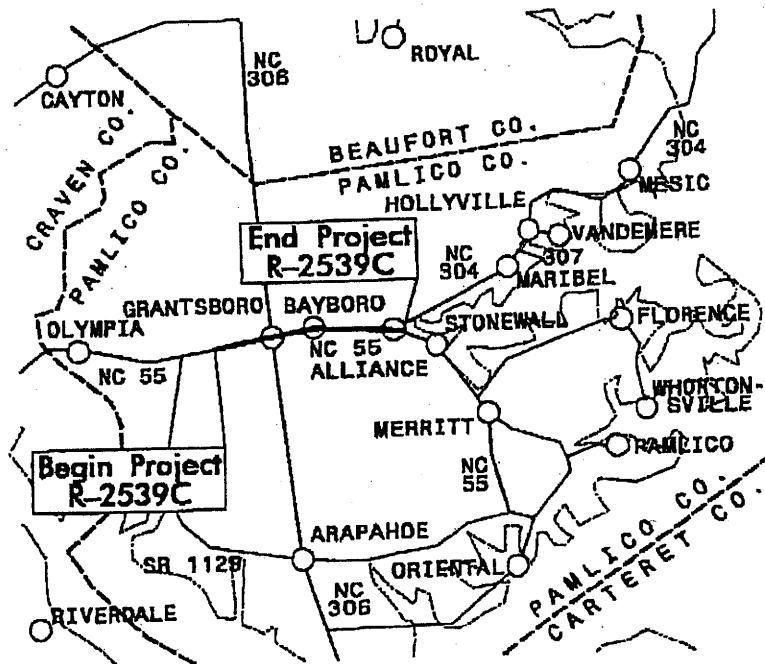 NC
306
ROYAL
CAYTON
CRAVEN CO.
PAMLICO CO.
BEAUFORT CO.
PAMLICO CO.
NC
304
MESIC
HOLLYVILLE
VANDEMERE
307
MARIBEL
NC
304
End Project
R-2539C
GRANTSBORO
BAYBORO
OLYMPIA
NC 55
NC 55
ALLIANCE
STONEWALL
FLORENCE
WHORTON-
SVILLE
MERRITT
PAMLICO
NC
55
Begin Project
R-2539C
ARAPAHOE
SR 1129
ORIENTAL
NC
306
RIVERDALE
PAMLICO CO.
CARTERET CO.